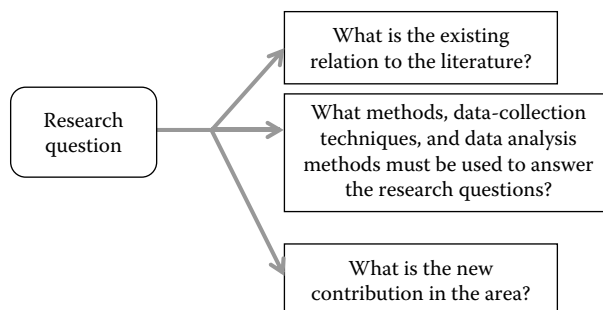 Research
question
What is the existing
relation to the literature?
What methods, data-collection
techniques, and data analysis
methods must be used to answer
the research questions?
What is the new
contribution in the area?